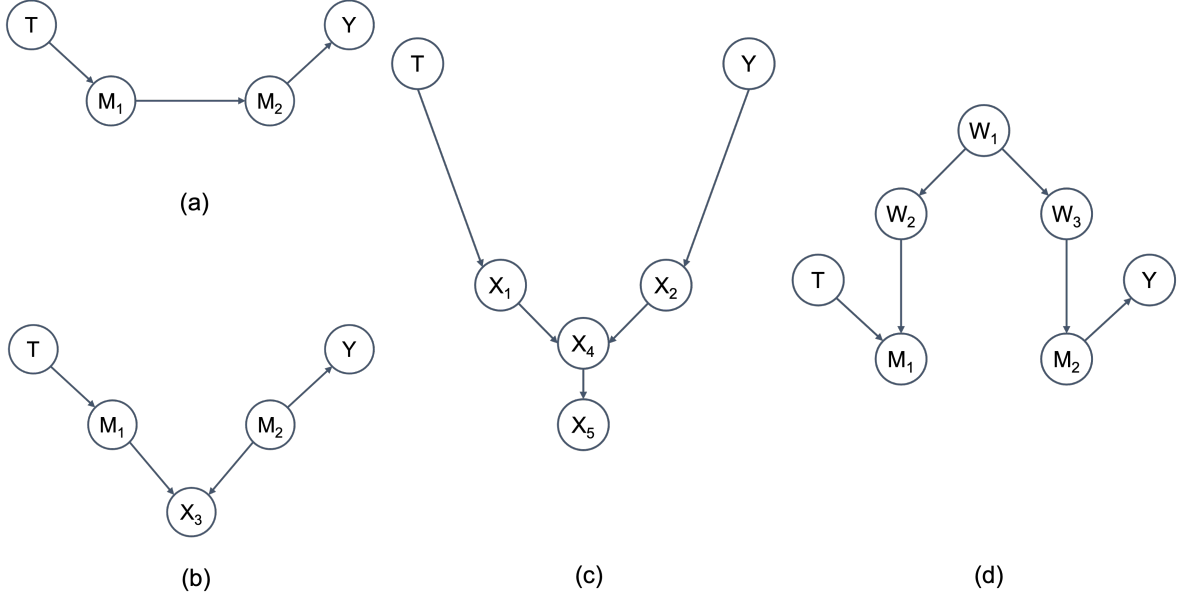 T
Y
M₁
M₂
(a)
T
Y
M₁
M₂
X₃
(b)
T
Y
X₁
X₂
X₄
X₅
(c)
W₁
W₂
W₃
T
Y
M₁
M₂
(d)